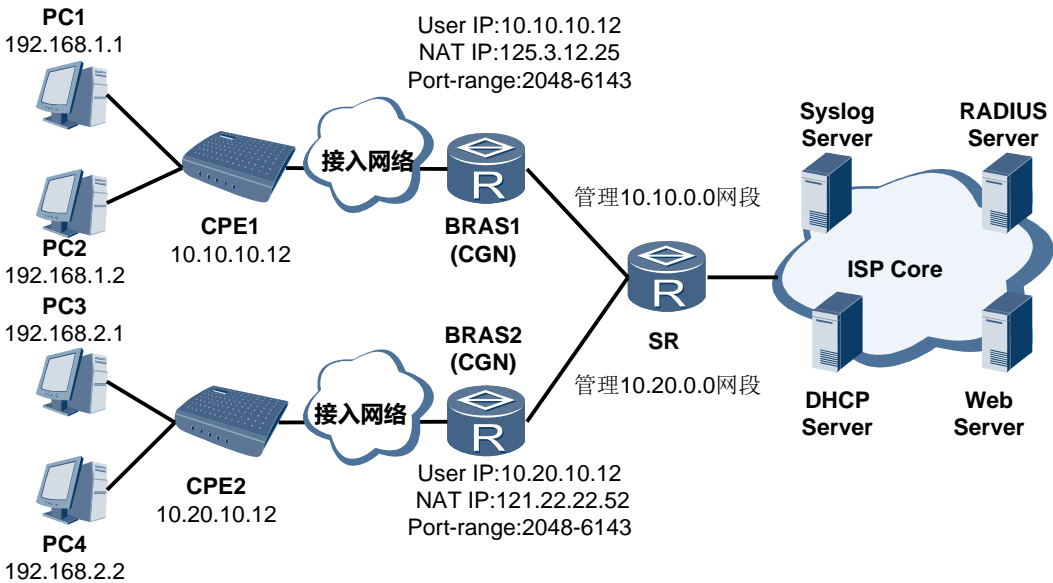 PC1
192.168.1.1
User IP:10.10.10.12
NAT IP:125.3.12.25
Port-range:2048-6143
接入网络
R
CPE1
10.10.10.12
BRAS1
(CGN)
PC2
192.168.1.2
管理10.10.0.0网段
Syslog
Server
RADIUS
Server
R
SR
ISP Core
PC3
192.168.2.1
BRAS2
(CGN)
管理10.20.0.0网段
接入网络
R
DHCP
Server
Web
Server
CPE2
10.20.10.12
User IP:10.20.10.12
NAT IP:121.22.22.52
Port-range:2048-6143
PC4
192.168.2.2